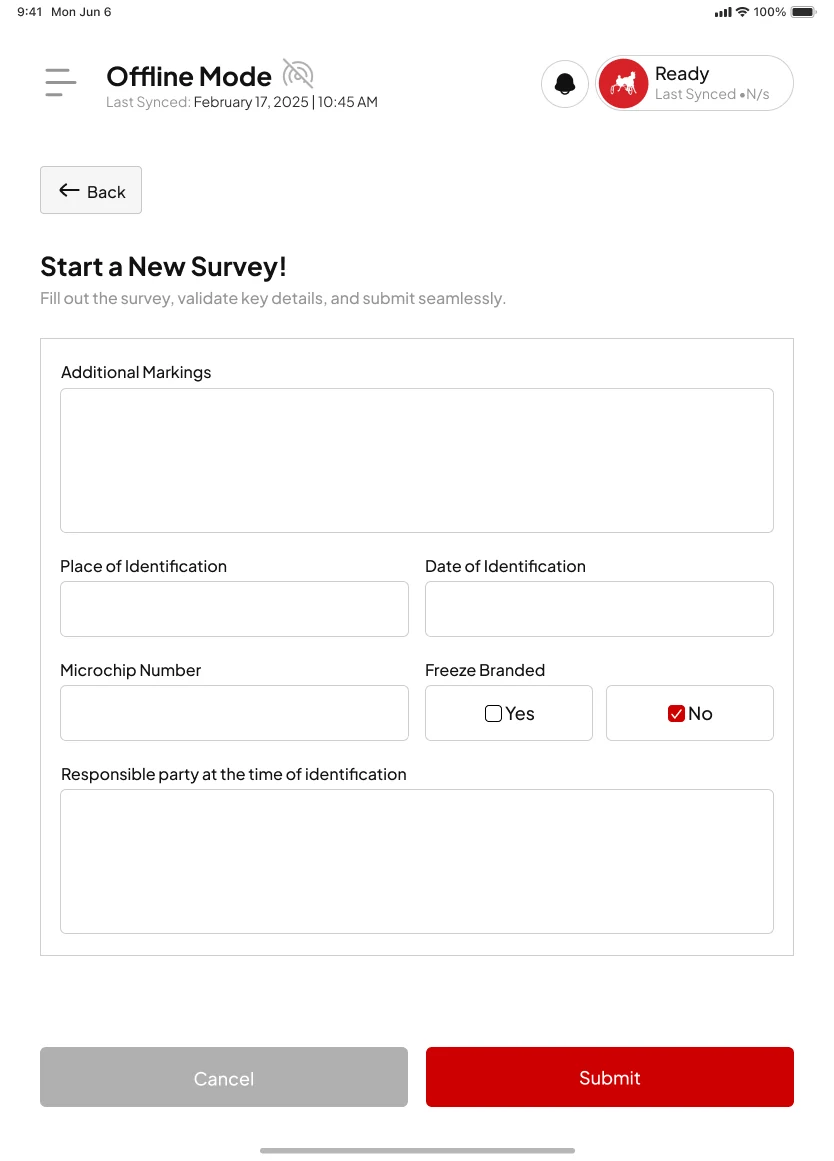 9:41 Mon Jun 6 100%
Offline Mode
Last Synced: February 17, 2025 | 10:45 AM
Ready
Last Synced •N/s
Back
Start a New Survey!
Fill out the survey, validate key details, and submit seamlessly.
Additional Markings
Place of Identification Date of Identification
Microchip Number Freeze Branded
Yes No
Responsible party at the time of identification
Cancel Submit